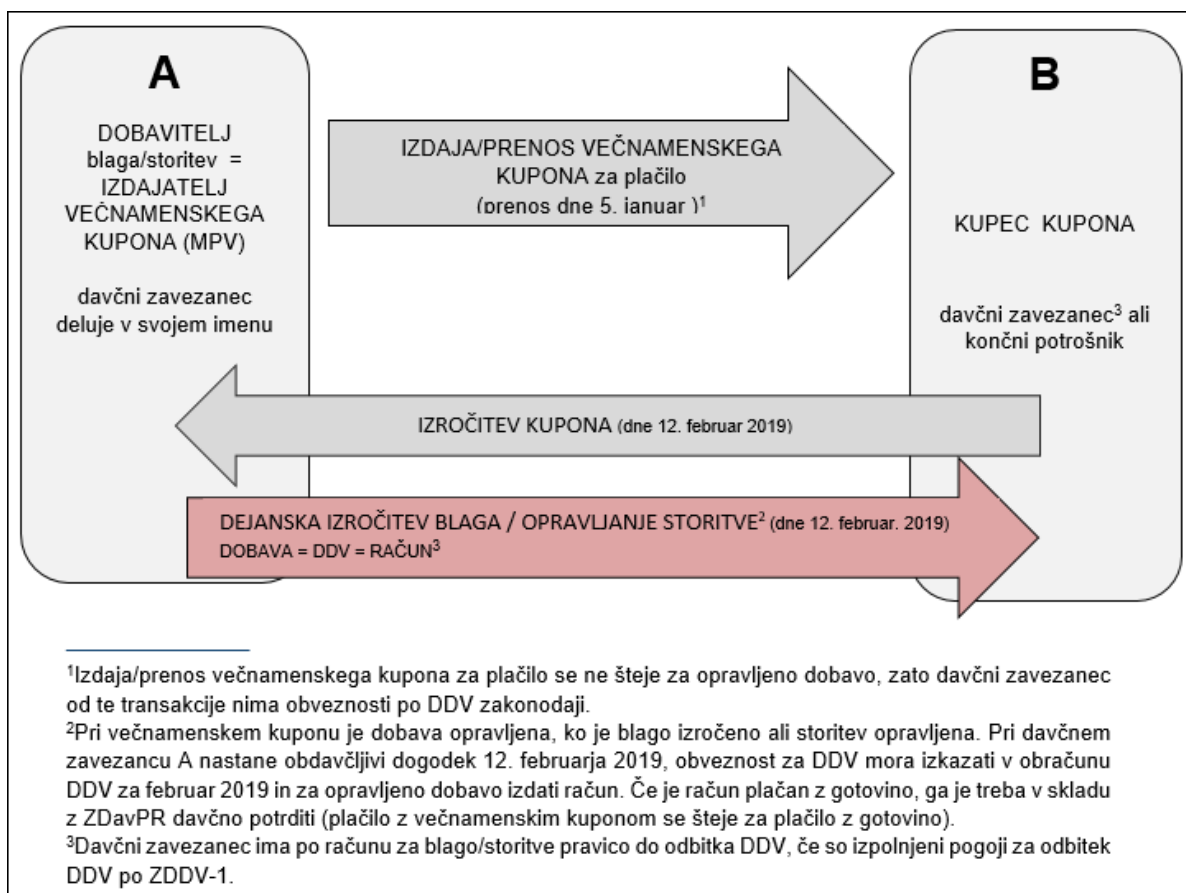 A
DOBAVITELJ
blaga/storitev =
IZDAJATELJ
VEČNAMENSKEGA
KUPONA (MPV)
davčni zavezanec
deluje v svojem imenu
IZDAJA/PRENOS VEČNAMENSKEGA
KUPONA za plačilo
(prenos dne 5. januar )1
B
KUPEC KUPONA
davčni zavezanec3 ali
končni potrošnik
IZROČITEV KUPONA (dne 12. februar 2019)
DEJANSKA IZROČITEV BLAGA / OPRAVLJANJE STORITVE2 (dne 12. februar. 2019)
DOBAVA = DDV = RAČUN3
1Izdaja/prenos večnamenskega kupona za plačilo se ne šteje za opravljeno dobavo, zato davčni zavezanec
od te transakcije nima obveznosti po DDV zakonodaji.
2Pri večnamenskem kuponu je dobava opravljena, ko je blago izročeno ali storitev opravljena. Pri davčnem
zavezancu A nastane obdavčljivi dogodek 12. februarja 2019, obveznost za DDV mora izkazati v obračunu
DDV za februar 2019 in za opravljeno dobavo izdati račun. Če je račun plačan z gotovino, ga je treba v skladu
z ZDavPR davčno potrditi (plačilo z večnamenskim kuponom se šteje za plačilo z gotovino).
3Davčni zavezanec ima po računu za blago/storitve pravico do odbitka DDV, če so izpolnjeni pogoji za odbitek
DDV po ZDDV-1.